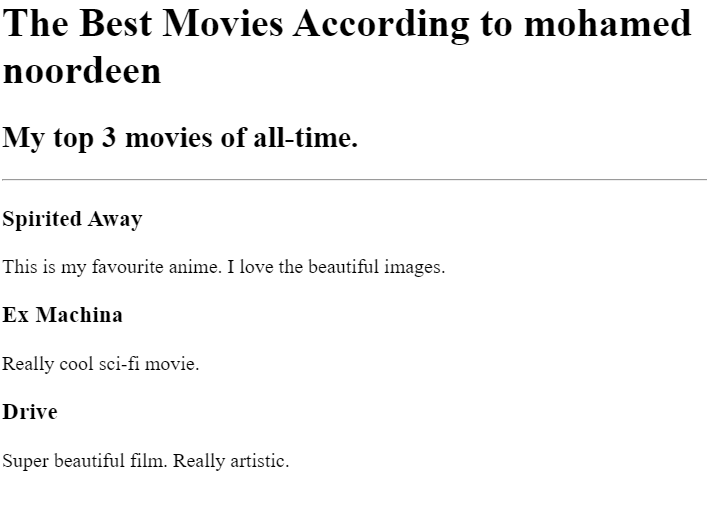 The Best Movies According to mohamed
noordeen
My top 3 movies of all-time.
Spirited Away
This is my favourite anime. I love the beautiful images.
Ex Machina
Really cool sci-fi movie.
Drive
Super beautiful film. Really artistic.